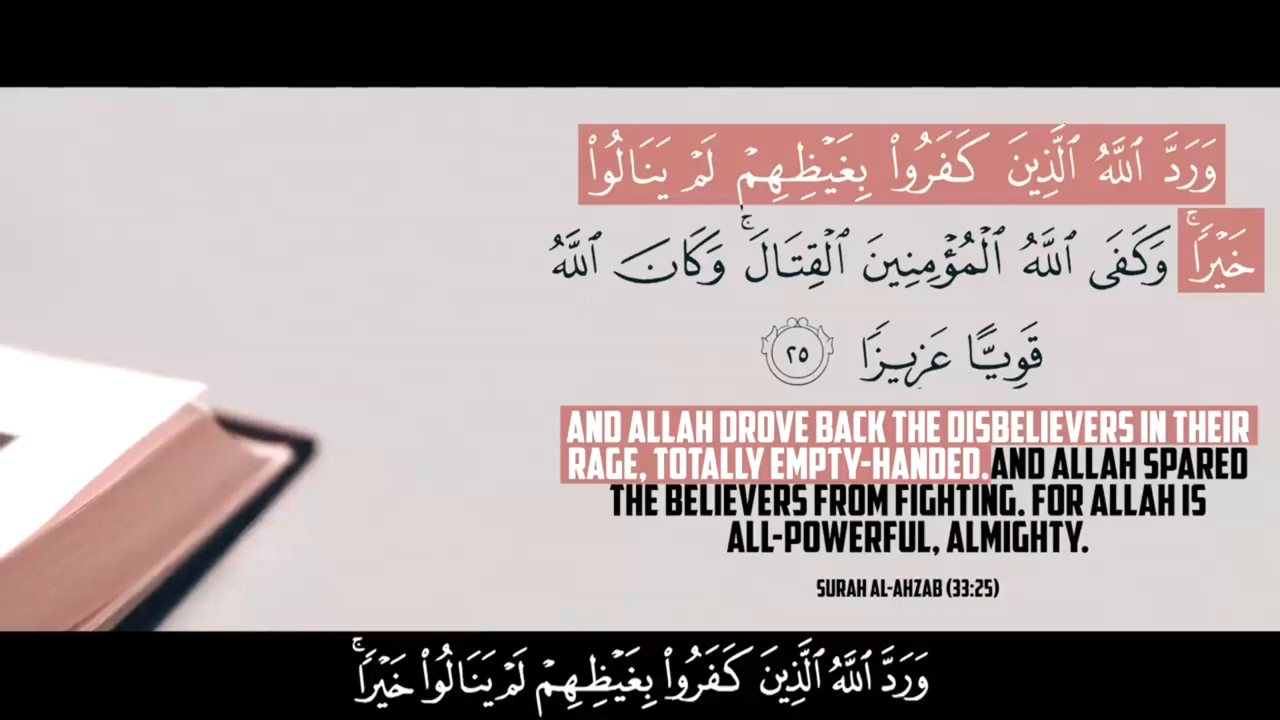 وَرَدَّ ٱللَّهُ ٱلَّذِينَ كَفَرُوا۟ بِغَيْظِهِمْ لَمْ يَنَالُوا۟
خَيْرًۭا ۚ وَكَفَى ٱللَّهُ ٱلْمُؤْمِنِينَ ٱلْقِتَالَ ۚ وَكَانَ ٱللَّهُ
قَوِيًّا عَزِيزًۭا ٢٥
AND ALLAH DROVE BACK THE DISBELIEVERS IN THEIR
RAGE, TOTALLY EMPTY-HANDED.AND ALLAH SPARED
THE BELIEVERS FROM FIGHTING. FOR ALLAH IS
ALL-POWERFUL, ALMIGHTY.
SURAH AL-AHZAB (33:25)
وَرَدَّ ٱللَّهُ ٱلَّذِينَ كَفَرُوا۟ بِغَيْظِهِمْ لَمْ يَنَالُوا۟ خَيْرًۭا ۚ